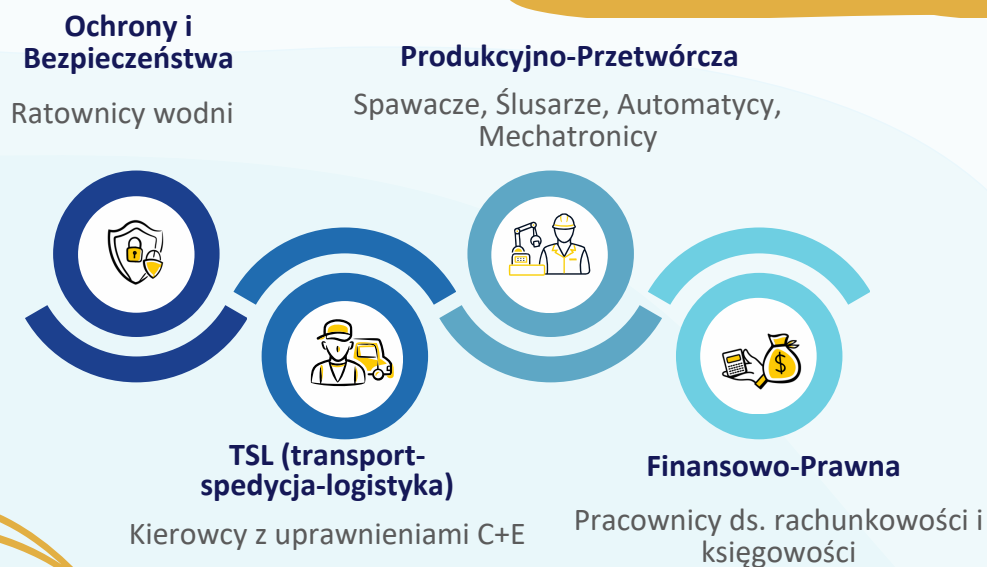 Ochrony i
Bezpieczeństwa
Ratownicy wodni
Produkcyjno-Przetwórcza
Spawacze, Ślusarze, Automatycy,
Mechatronicy
TSL (transport-
spedycja-logistyka)
Kierowcy z uprawnieniami C+E
Finansowo-Prawna
Pracownicy ds. rachunkowości i
księgowości
$